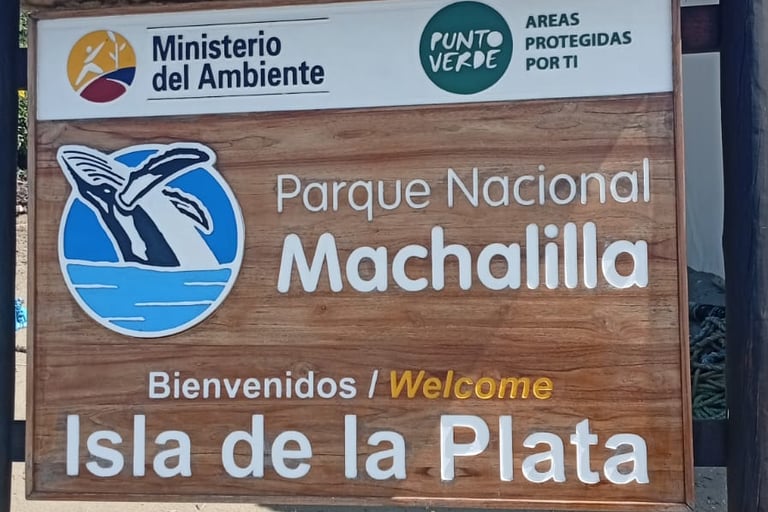 Ministerio
del Ambiente
PUNTO
VERDE
AREAS
PROTEGIDAS
POR TI
Parque Nacional
Machalilla
Bienvenidos / Welcome
Isla de la Plata